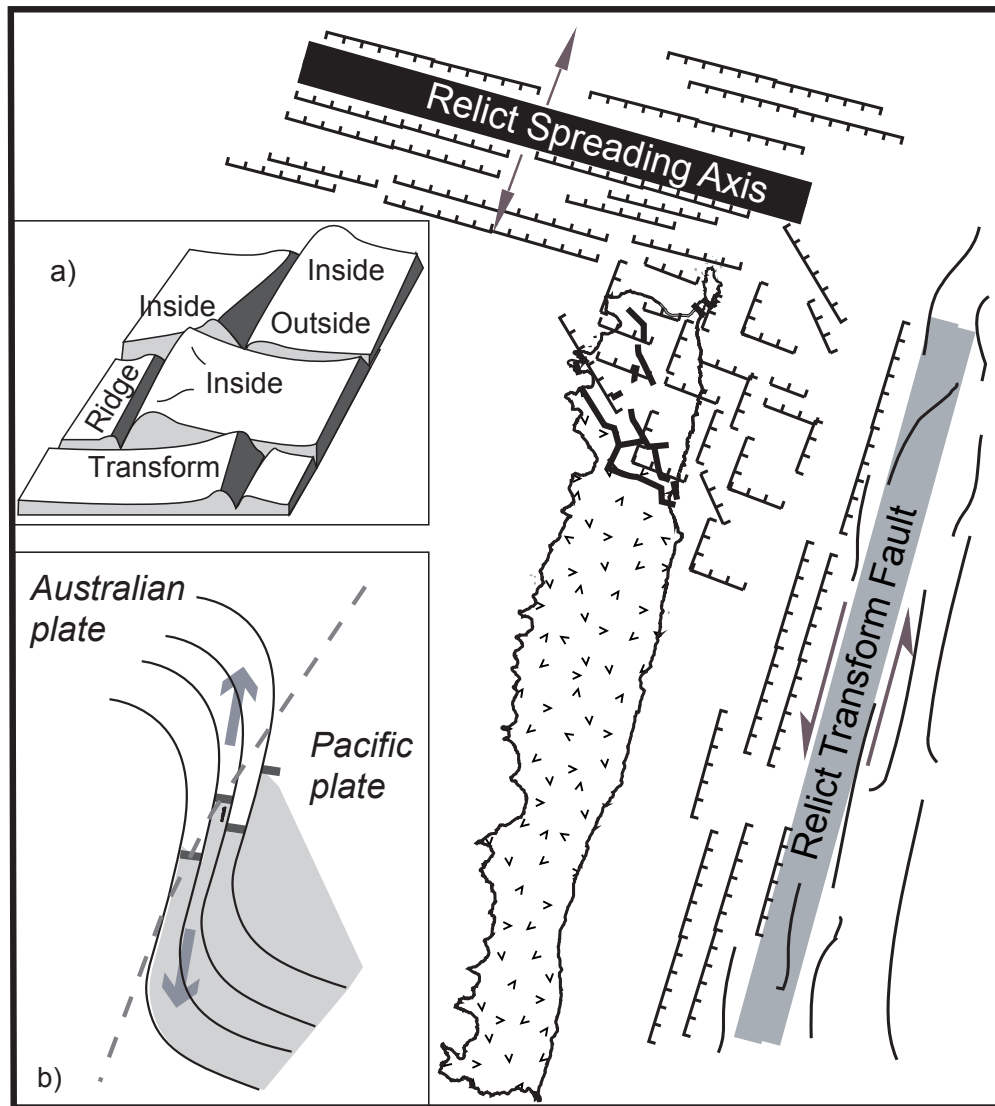 Relict Spreading Axis
a)
Inside
Inside
Outside
Inside
Ridge
Transform
Relict Transform Fault
Australian
plate
Pacific
plate
b)